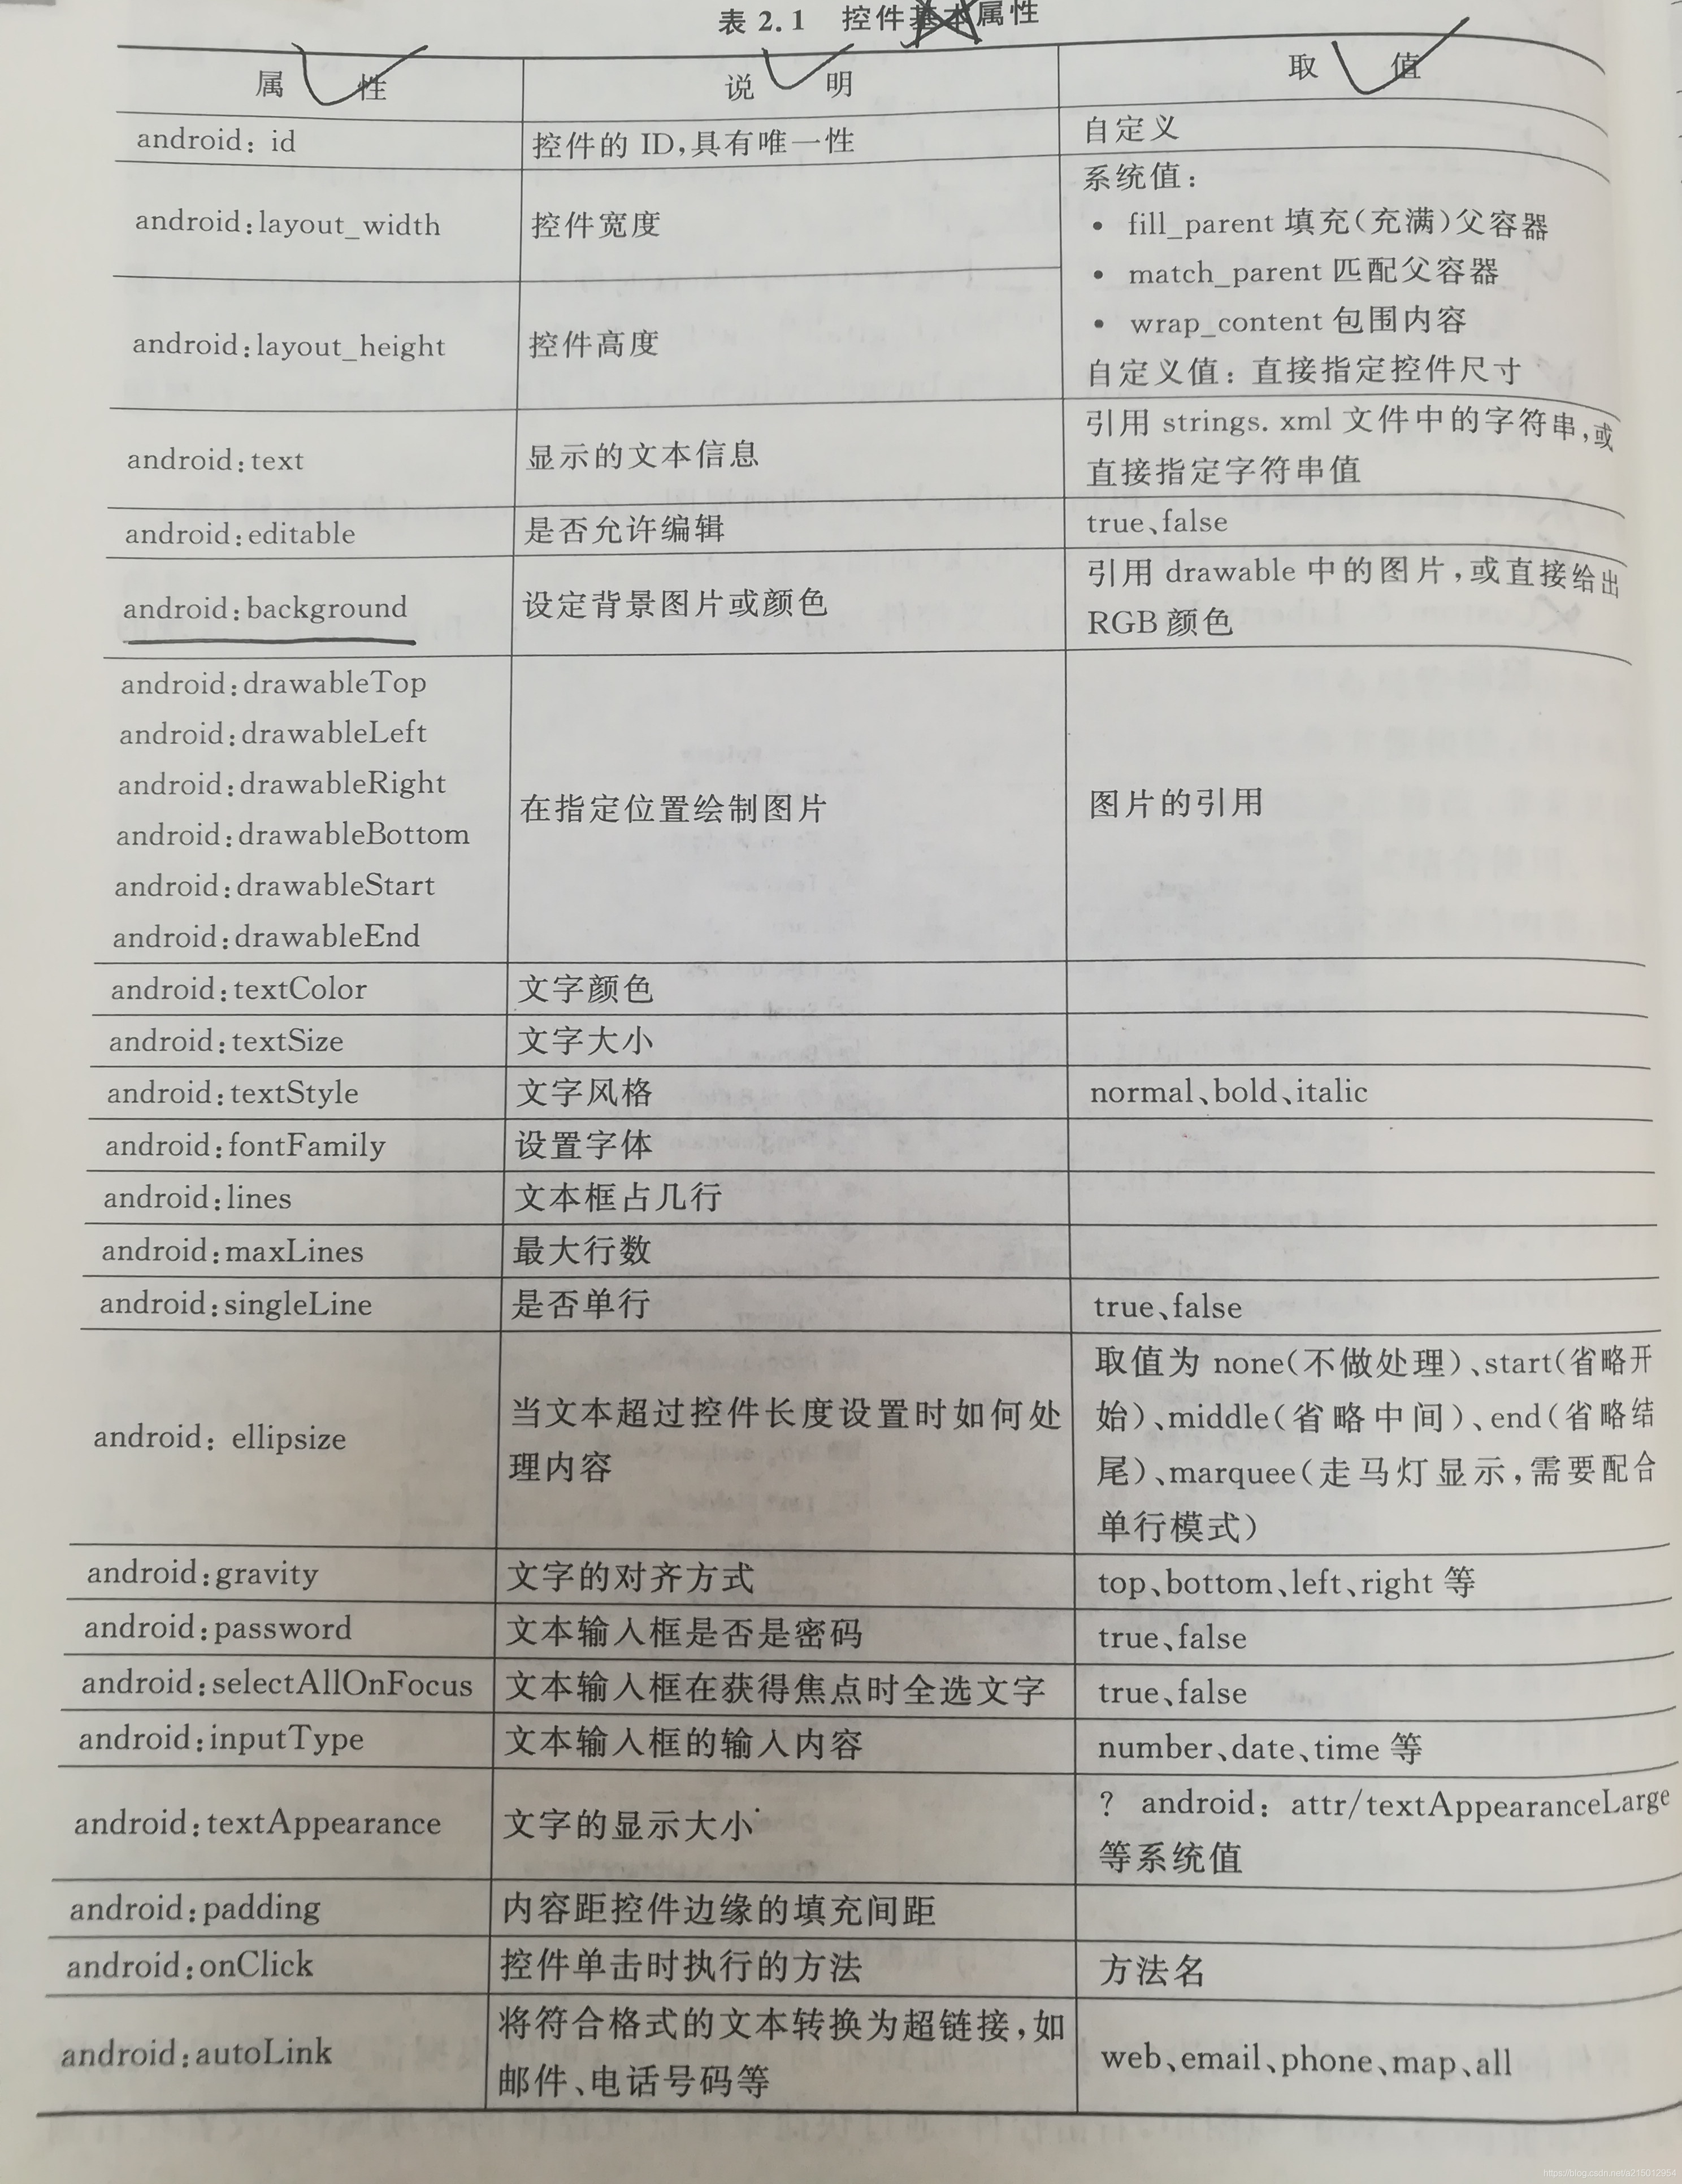 表 2.1 控件基本属性
属 性 说 明 取 值
android: id 控件的 ID,具有唯一性 自定义
系统值:
android:layout_width 控件宽度 • fill_parent 填充(充满)父容器
• match_parent 匹配父容器
• wrap_content 包围内容
android:layout_height 控件高度
自定义值: 直接指定控件尺寸
引用 strings. xml 文件中的字符串,或
android:text 显示的文本信息
直接指定字符串值
android:editable 是否允许编辑 true、false
引用 drawable 中的图片,或直接给出
android:background 设定背景图片或颜色
RGB 颜色
android:drawableTop
android:drawableLeft
android:drawableRight
在指定位置绘制图片 图片的引用
android:drawableBottom
android:drawableStart
android:drawableEnd
android:textColor 文字颜色
android:textSize 文字大小
android:textStyle 文字风格 normal、bold、italic
android:fontFamily 设置字体
android:lines 文本框占几行
android:maxLines 最大行数
android:singleLine 是否单行 true、false
取值为 none(不做处理)、start(省略开
当文本超过控件长度设置时如何处 始)、middle(省略中间)、end(省略结
android: ellipsize
理内容 尾)、marquee(走马灯显示,需要配合
单行模式)
android:gravity 文字的对齐方式 top、bottom、left、right 等
android:password 文本输入框是否是密码 true、false
android:selectAllOnFocus 文本输入框在获得焦点时全选文字 true、false
android:inputType 文本输入框的输入内容 number、date、time 等
? android: attr/textAppearanceLarge
android:textAppearance 文字的显示大小
等系统值
android:padding 内容距控件边缘的填充间距
android:onClick 控件单击时执行的方法 方法名
将符合格式的文本转换为超链接,如
android:autoLink web、email、phone、map、all
邮件、电话号码等
https://blog.csdn.net/a215012954